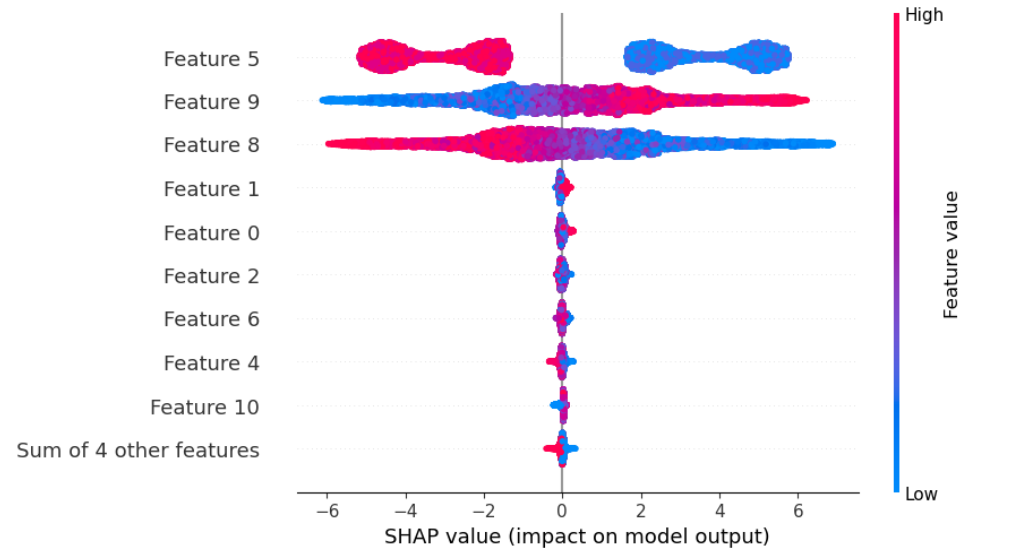 High
Feature 5
Feature 9
Feature 8
Feature 1
Feature 0
Feature 2
Feature 6
Feature 4
Feature 10
Sum of 4 other features
Feature value
Low
−6 −4 −2 0 2 4 6
SHAP value (impact on model output)